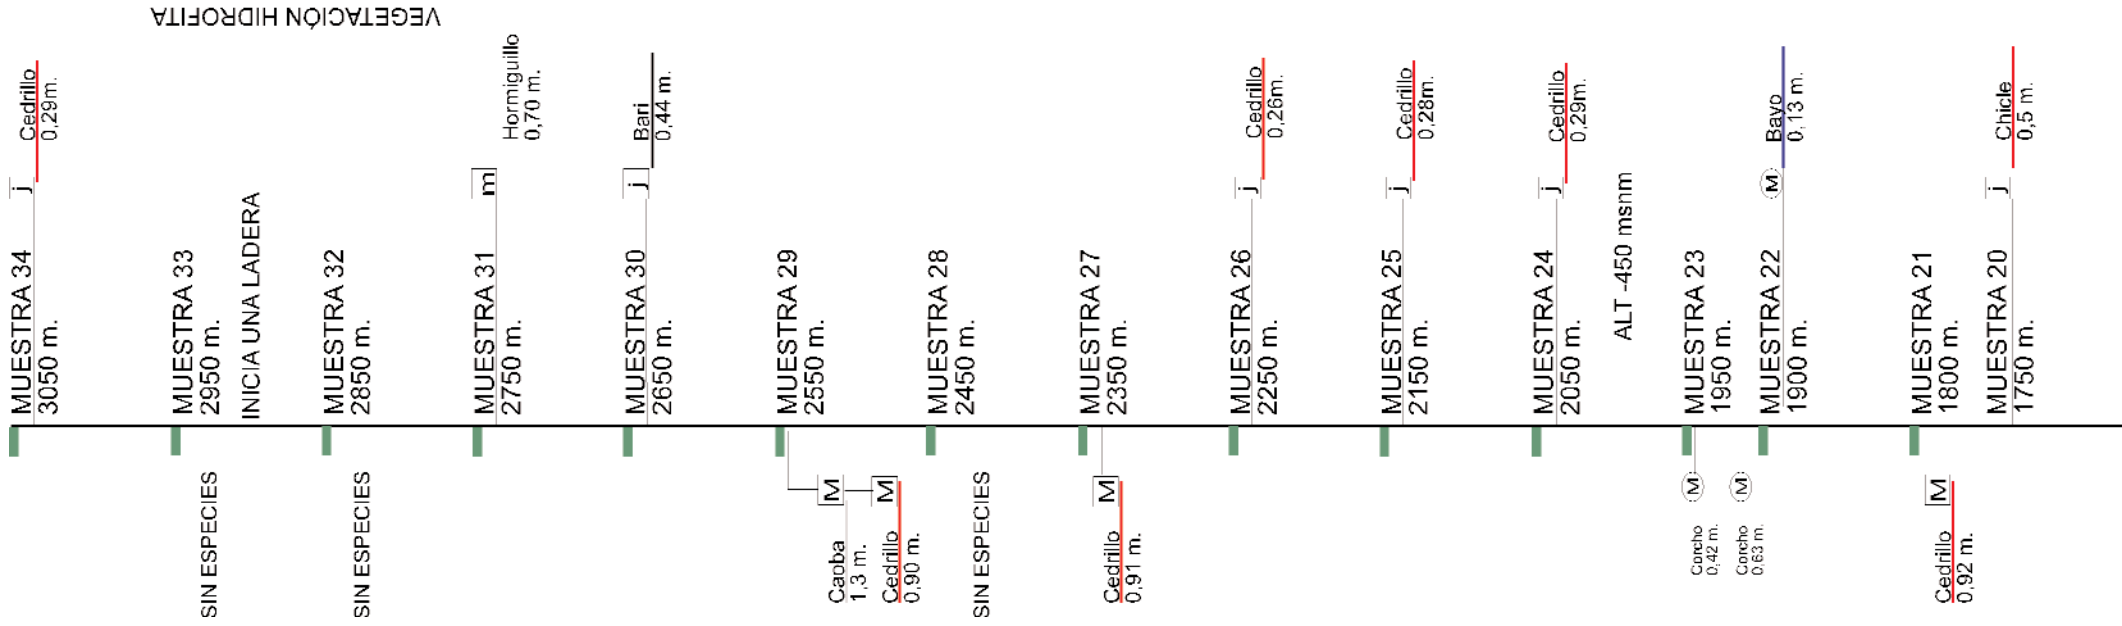 VEGETACIÓN HIDROFITA
Cedrillo
0,29m.
j
MUESTRA 34
3050 m.
MUESTRA 33
2950 m.
SIN ESPECIES
INICIA UNA LADERA
MUESTRA 32
2850 m.
SIN ESPECIES
Hormiguillo
0,70 m.
m
MUESTRA 31
2750 m.
Bari
0,44 m.
j
MUESTRA 30
2650 m.
MUESTRA 29
2550 m.
M
Caoba
1,3 m.
M
Cedrillo
0,90 m.
MUESTRA 28
2450 m.
SIN ESPECIES
MUESTRA 27
2350 m.
M
Cedrillo
0,91 m.
Cedrillo
0,26m.
j
MUESTRA 26
2250 m.
Cedrillo
0,28m.
j
MUESTRA 25
2150 m.
Cedrillo
0,29m.
j
MUESTRA 24
2050 m.
ALT -450 msnm
MUESTRA 23
1950 m.
M
Corcho
0,42 m.
M
Corcho
0,63 m.
Bayo
0,13 m.
M
MUESTRA 22
1900 m.
MUESTRA 21
1800 m.
M
Cedrillo
0,92 m.
Chicle
0,5 m.
j
MUESTRA 20
1750 m.